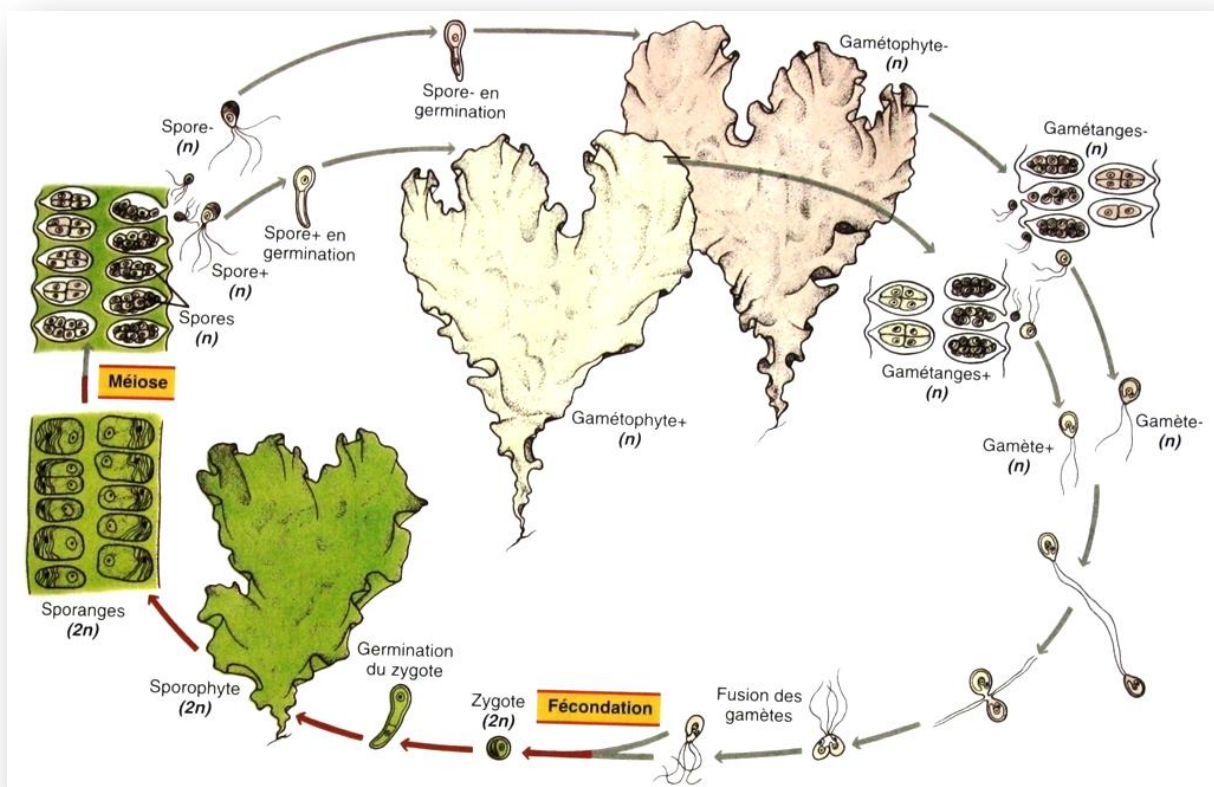 Gamétophyte-
(n)
Spore- en
germination
Spore-
(n)
Gamétanges-
(n)
Spore+ en
germination
Spore+
(n)
Spores
(n)
Méiose
Gamétanges+
(n)
Gamétophyte+
(n)
Gamète+
(n)
Gamète-
(n)
Sporanges
(2n)
Germination
du zygote
Sporophyte
(2n)
Zygote
(2n)
Fécondation
Fusion des
gamètes